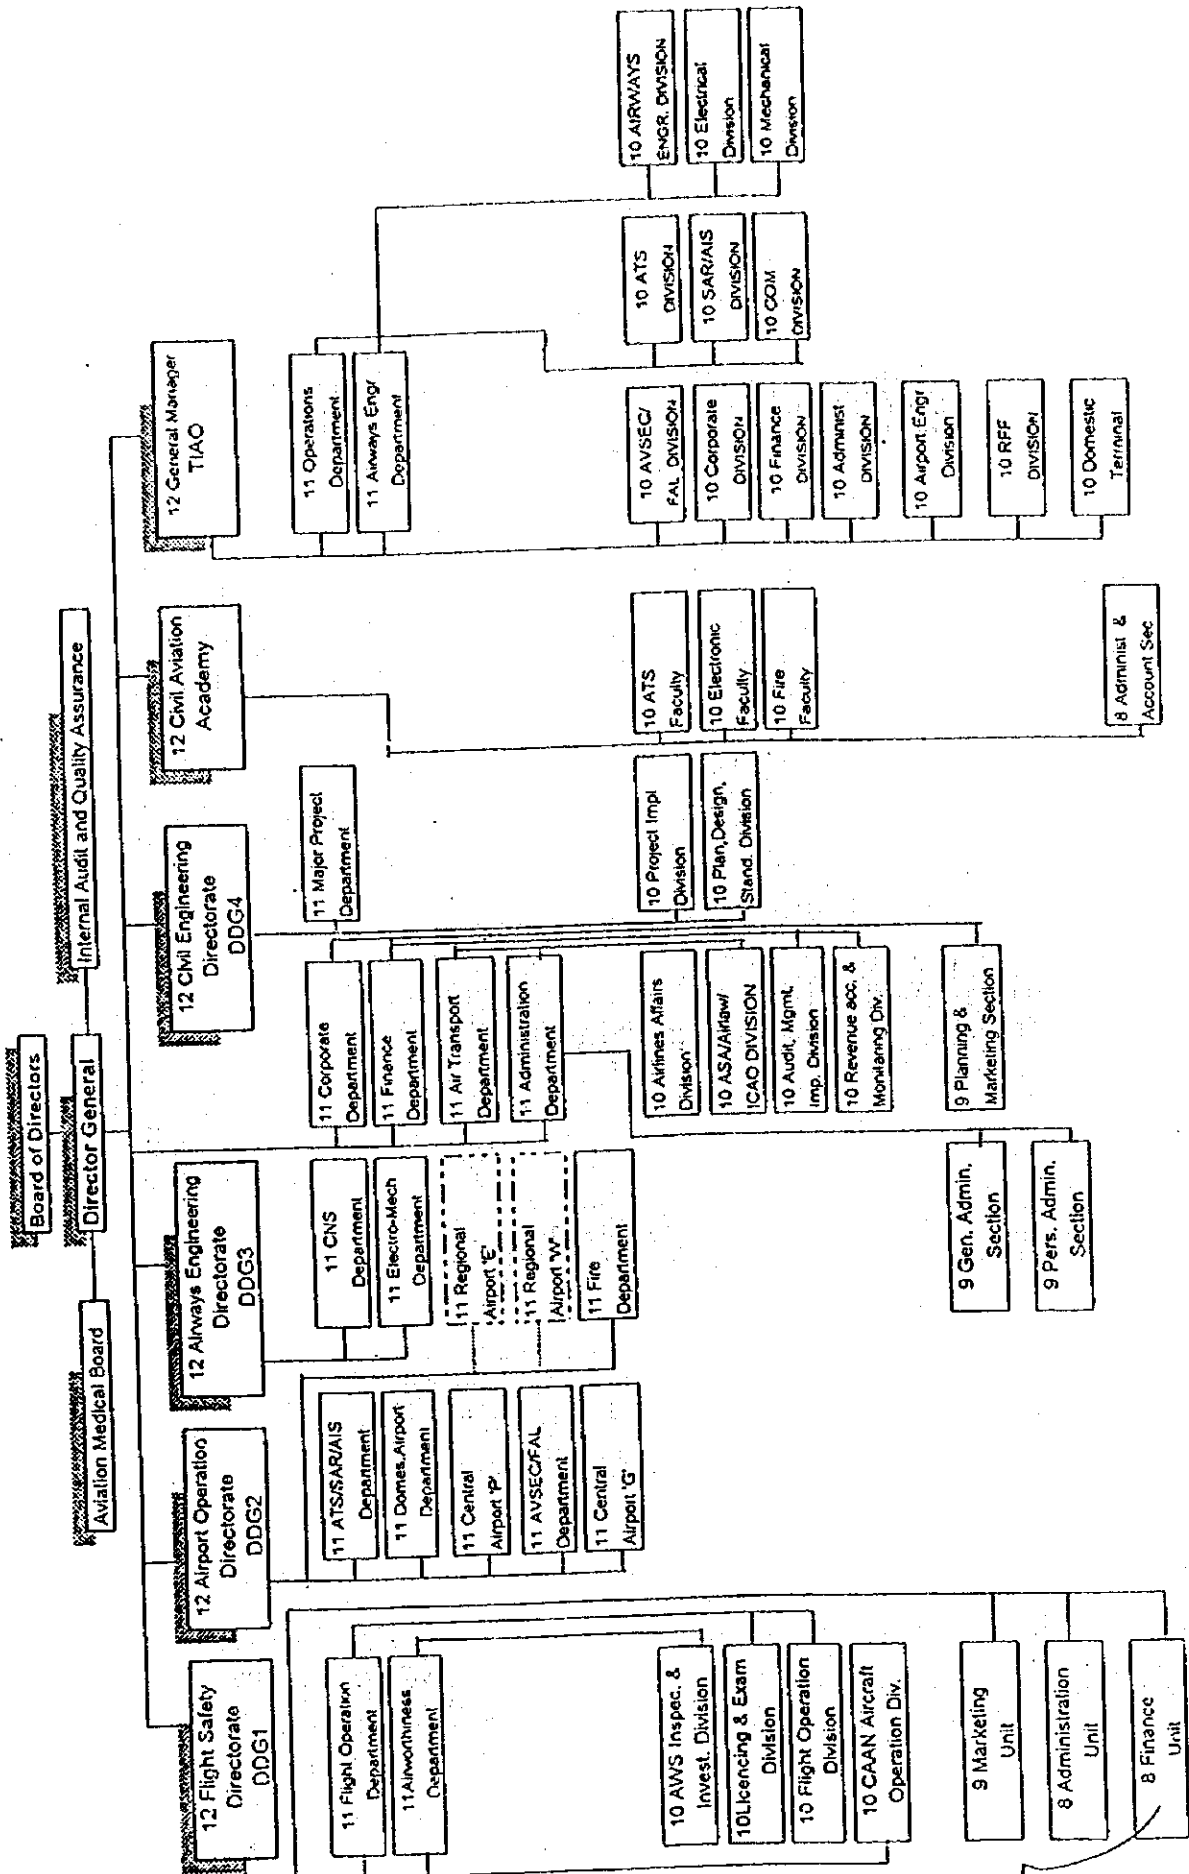 Board of Directors
Director General
Internal Audit and Quality Assurance
Aviation Medical Board
12 Flight Safety
Directorate
DDG1
12 Airport Operation
Directorate
DDG2
12 Airways Engineering
Directorate
DDG3
12 Civil Engineering
Directorate
DDG4
12 Civil Aviation
Academy
12 General Manager
TIAO
11 Flight Operation
Department
11Airworthiness
Department
10 AWS Inspec. &
Invest. Division
10Licencing & Exam
Division
10 Flight Operation
Division
10 CAAN Aircraft
Operation Div.
9 Marketing
Unit
8 Administration
Unit
8 Finance
Unit
11 ATS/SAR/AIS
Department
11 Domes.Airport
Department
11 Central
Airport 'P'
11 AVSEC/FAL
Department
11 Central
Airport 'G'
11 CNS
Department
11 Electro-Mech
Department
11 Regional
Airport 'E'
11 Regional
Airport 'W'
11 Fire
Department
11 Corporate
Department
11 Finance
Department
11 Air Transport
Department
11 Administration
Department
10 Airlines Affairs
Division
10 ASA/Airlaw/
ICAO DIVISION
10 Audit, Mgmt.
Imp. Division
10 Revenue acc. &
Monitaring Div.
9 Planning &
Marketing Section
9 Gen. Admin.
Section
9 Pers. Admin.
Section
11 Major Project
Department
10 Project Impl
Division
10 Plan,Design,
Stand. Division
10 ATS
Faculty
10 Electronic
Faculty
10 Fire
Faculty
8 Administ &
Account Sec
11 Operations
Department
11 Airways Engr
Department
10 AVSEC/
FAL DIVISION
10 Corporate
DIVISION
10 Finance
DIVISION
10 Administ
DIVISION
10 Airport Engr
Division
10 RFF
DIVISION
10 Domestic
Terminal
10 ATS
DIVISION
10 SAR/AIS
DIVISION
10 COM
DIVISION
10 AIRWAYS
ENGR. DIVISION
10 Electrical
Division
10 Mechanical
Division